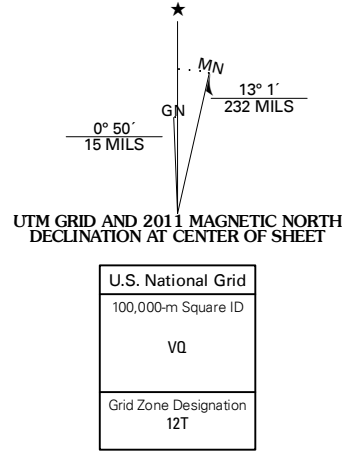 ★
MN
GN
13° 1´
232 MILS
0° 50´
15 MILS
UTM GRID AND 2011 MAGNETIC NORTH
DECLINATION AT CENTER OF SHEET
U.S. National Grid
100,000-m Square ID
VQ
Grid Zone Designation
12T